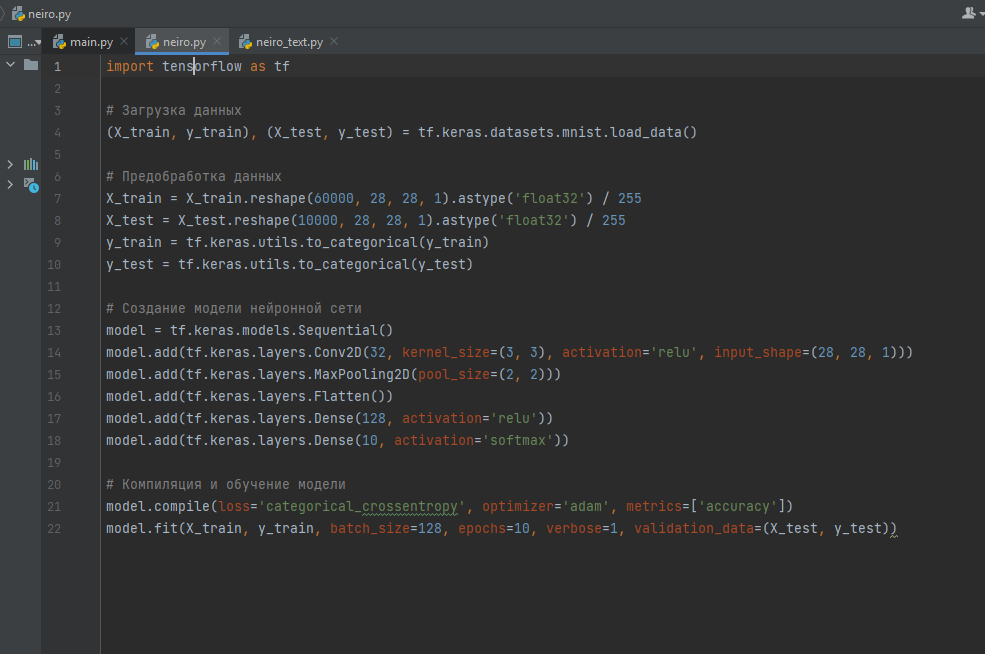 neiro.py
... main.py neiro.py neiro_text.py
1 import tensorflow as tf
2
3 # Загрузка данных
4 (X_train, y_train), (X_test, y_test) = tf.keras.datasets.mnist.load_data()
5
6 # Предобработка данных
7 X_train = X_train.reshape(60000, 28, 28, 1).astype('float32') / 255
8 X_test = X_test.reshape(10000, 28, 28, 1).astype('float32') / 255
9 y_train = tf.keras.utils.to_categorical(y_train)
10 y_test = tf.keras.utils.to_categorical(y_test)
11
12 # Создание модели нейронной сети
13 model = tf.keras.models.Sequential()
14 model.add(tf.keras.layers.Conv2D(32, kernel_size=(3, 3), activation='relu', input_shape=(28, 28, 1)))
15 model.add(tf.keras.layers.MaxPooling2D(pool_size=(2, 2)))
16 model.add(tf.keras.layers.Flatten())
17 model.add(tf.keras.layers.Dense(128, activation='relu'))
18 model.add(tf.keras.layers.Dense(10, activation='softmax'))
19
20 # Компиляция и обучение модели
21 model.compile(loss='categorical_crossentropy', optimizer='adam', metrics=['accuracy'])
22 model.fit(X_train, y_train, batch_size=128, epochs=10, verbose=1, validation_data=(X_test, y_test))